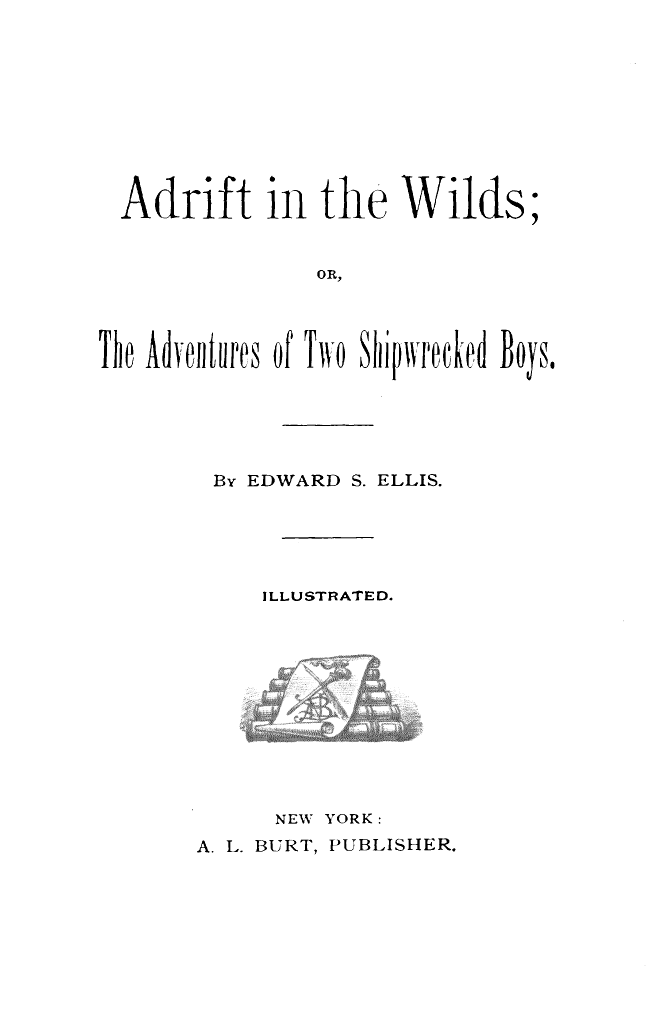 Adrift in the Wilds;
OR,
The Adventures of Two Shipwrecked Boys.
BY EDWARD S. ELLIS.
ILLUSTRATED.
ALB
NEW YORK:
A. L. BURT, PUBLISHER.